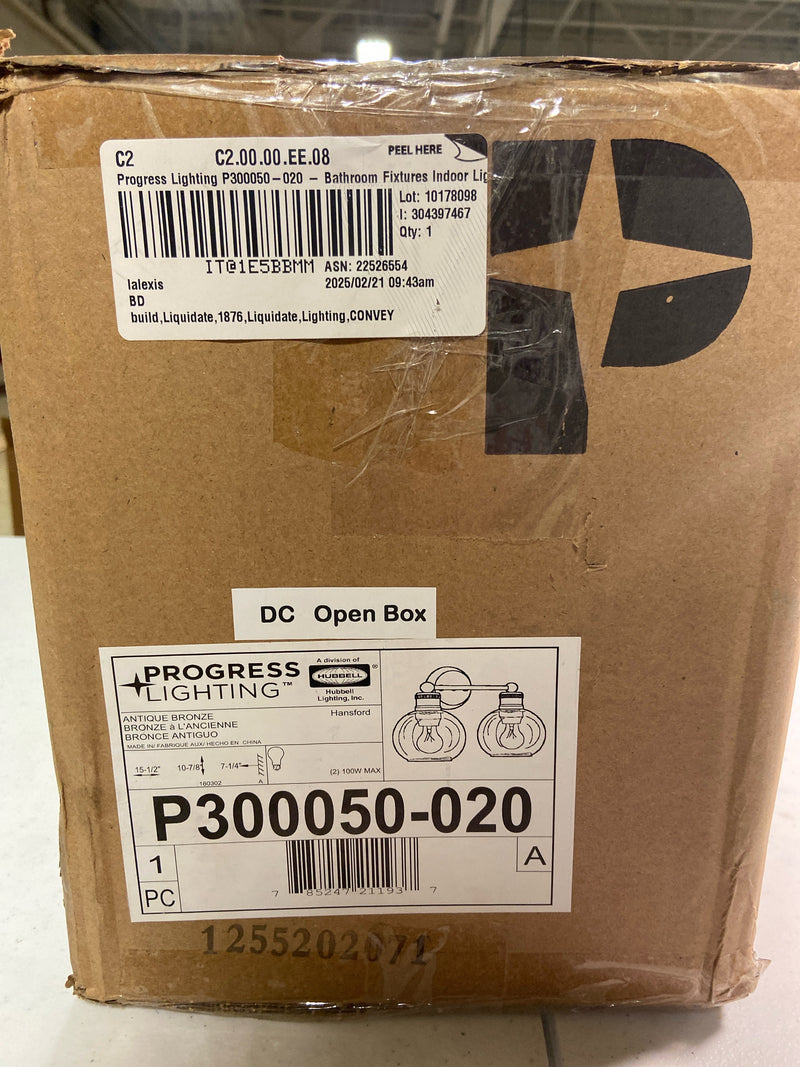 C2 C2.00.00.EE.08 PEEL HERE
Progress Lighting P300050-020 - Bathroom Fixtures Indoor Lig
Lot: 10178098
I: 304397467
Qty: 1
IT@1E5BBMM ASN: 22526554
lalexis 2025/02/21 09:43am
BD
build,Liquidate,1876,Liquidate,Lighting,CONVEY
DC Open Box
PROGRESS
LIGHTING™
A division of
HUBBELL®
Hubbell
Lighting, Inc.
ANTIQUE BRONZE Hansford
BRONZE à L'ANCIENNE
BRONCE ANTIGUO
MADE IN/ FABRIQUE AUX/ HECHO EN CHINA
15-1/2" 10-7/8" 7-1/4"
(2) 100W MAX
160302 A
P300050-020
1 A
PC
7 85247 21193 7
1255202071